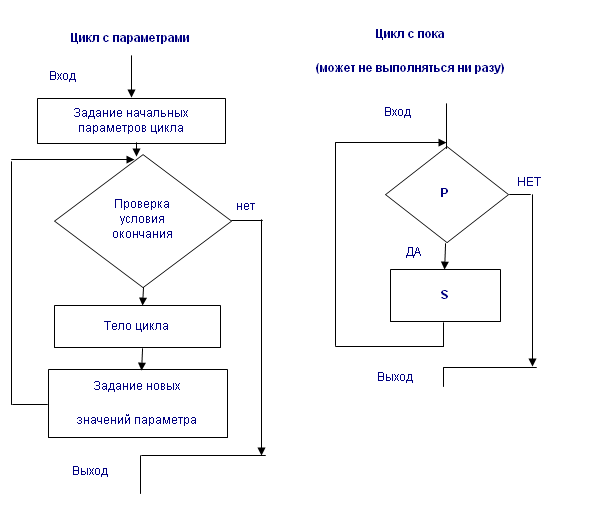 Цикл с параметрами
Вход
Задание начальных
параметров цикла
Проверка
условия
окончания
нет
Тело цикла
Задание новых
значений параметра
Выход
Цикл с пока
(может не выполняться ни разу)
Вход
P
НЕТ
ДА
S
Выход